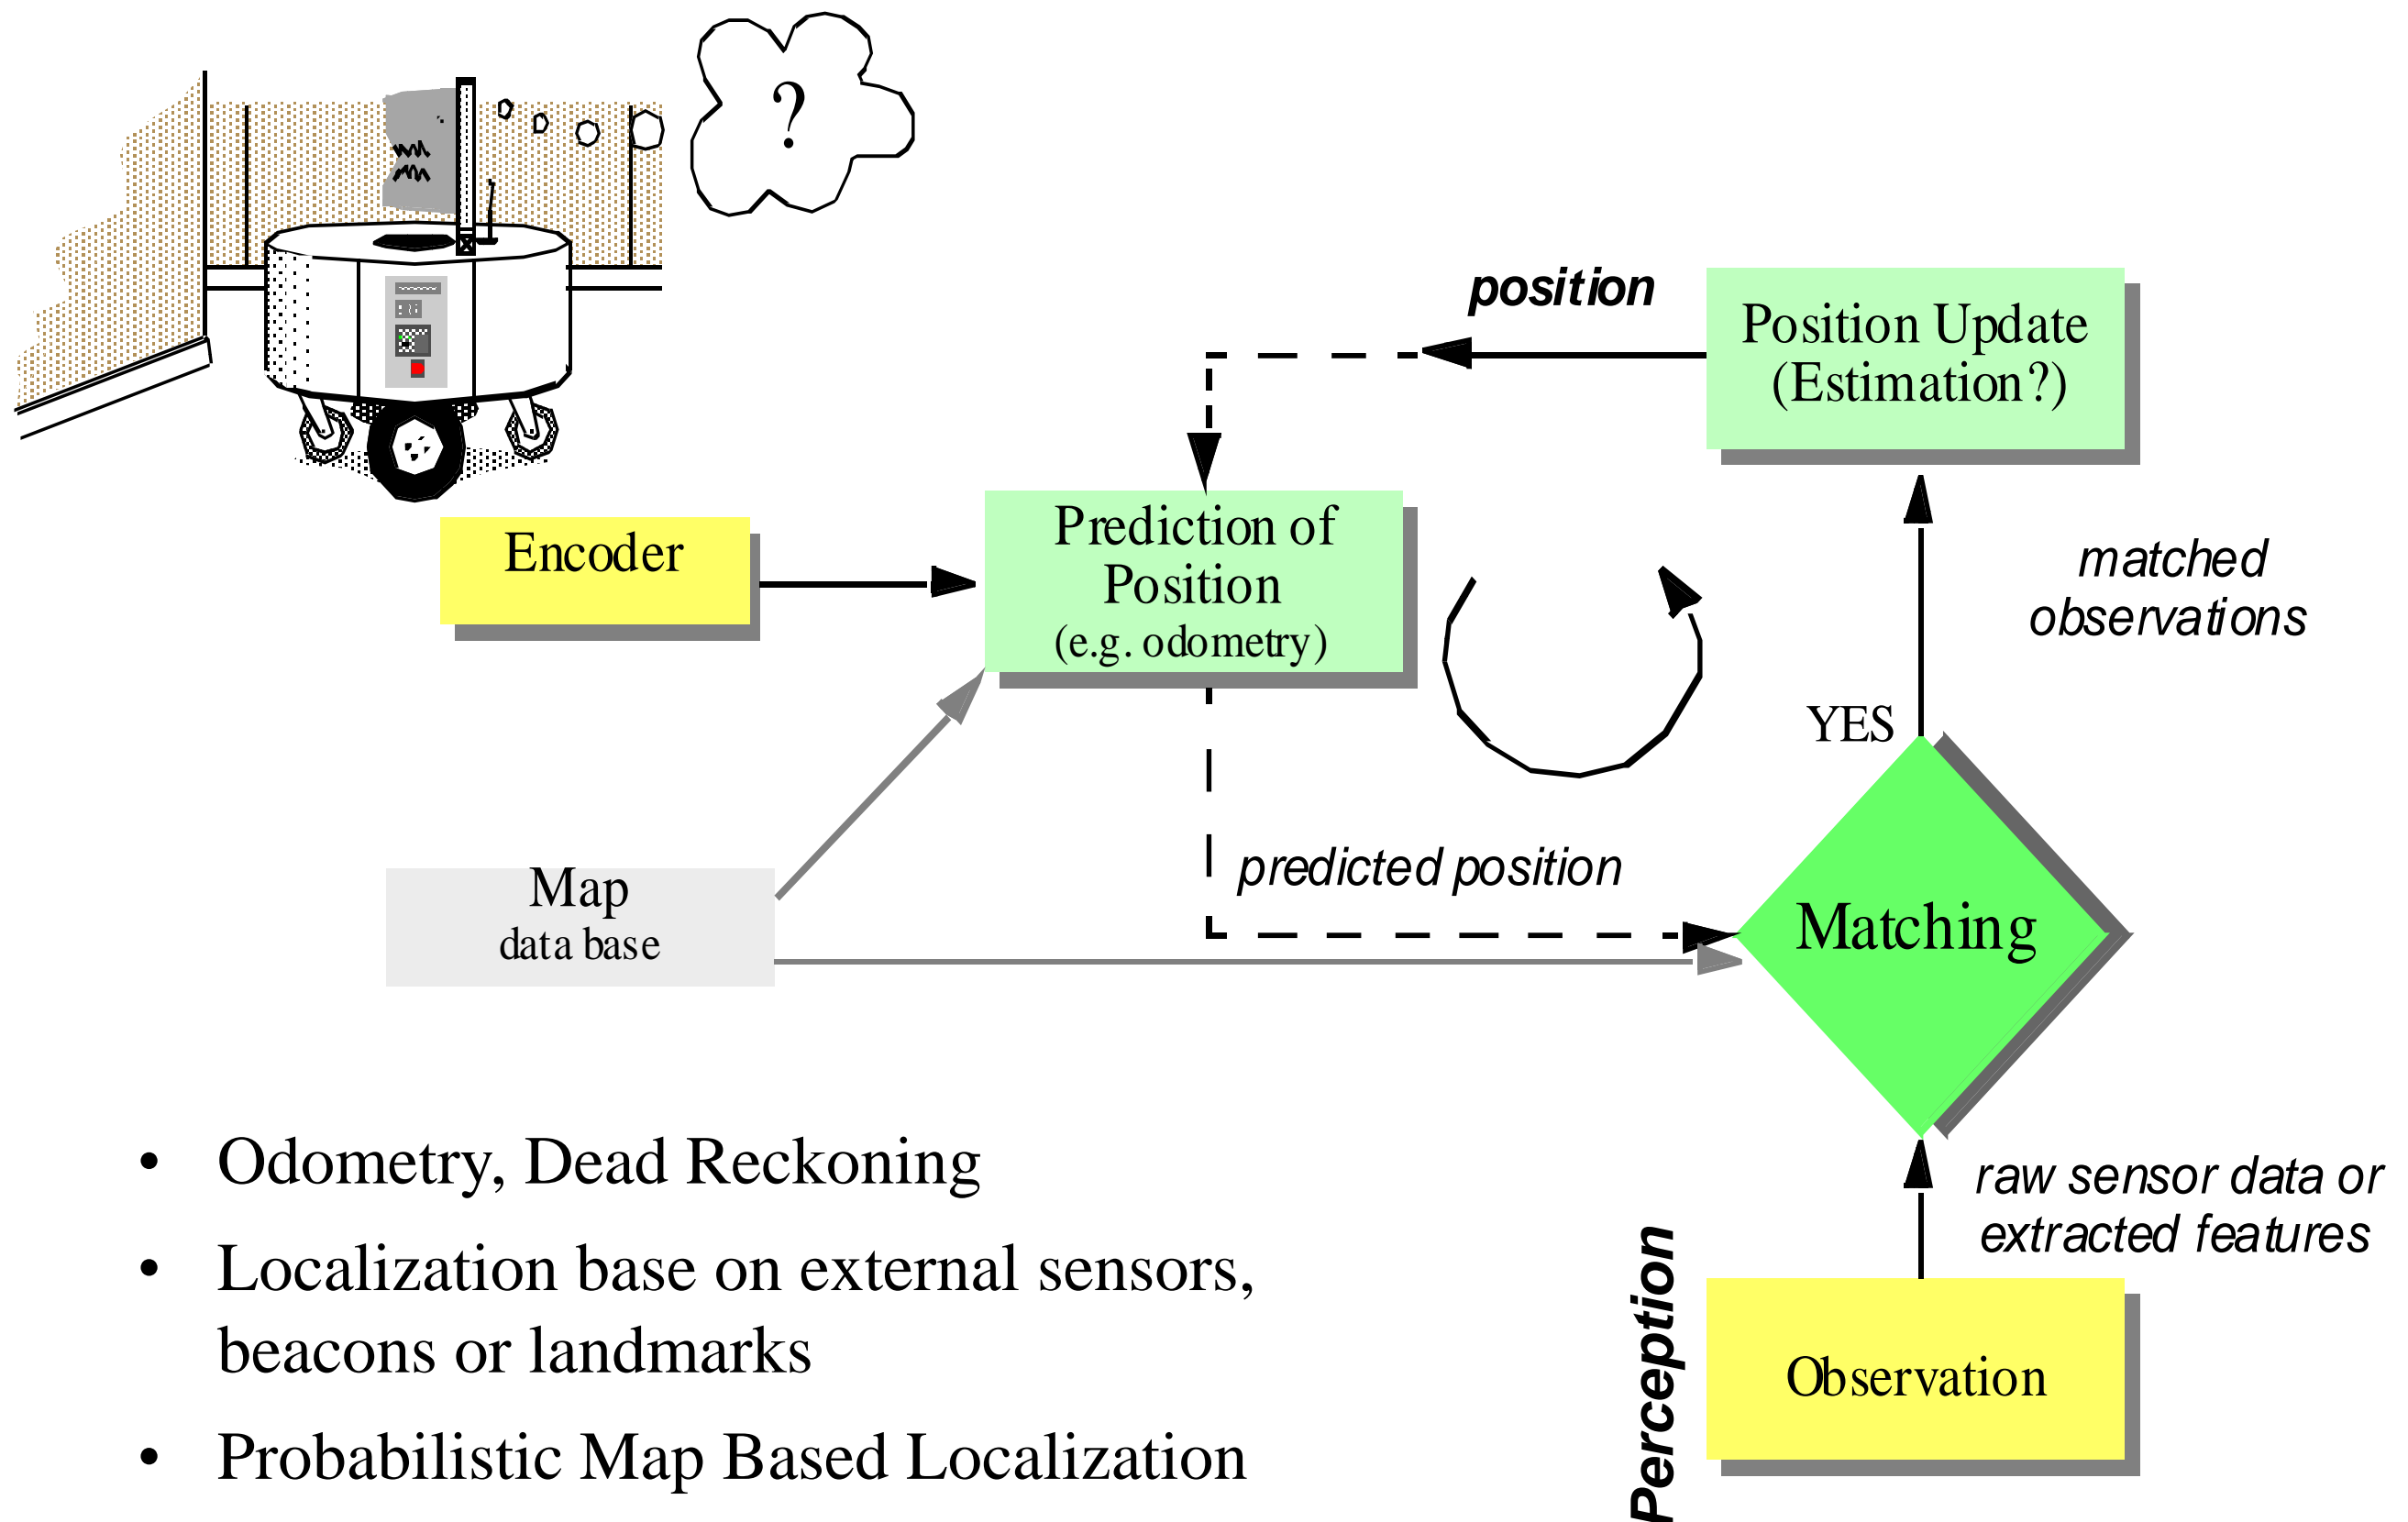 ?
position
Position Update
(Estimation?)
Encoder
Prediction of
Position
(e.g. odometry)
matched
observations
YES
Map
data base
predicted position
Matching
• Odometry, Dead Reckoning
• Localization base on external sensors,
beacons or landmarks
• Probabilistic Map Based Localization
raw sensor data or
extracted features
Perception
Observation